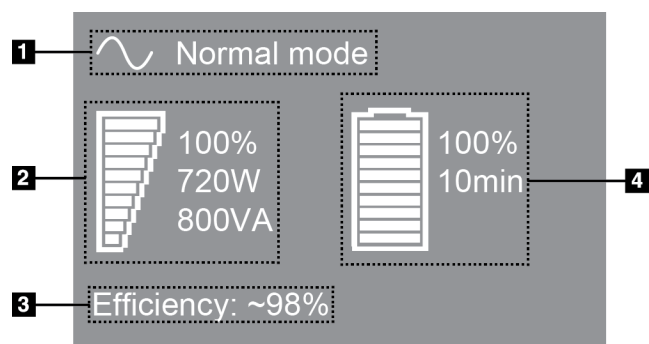 1
Normal mode
2
100%
720W
800VA
100%
10min
4
3
Efficiency: ~98%